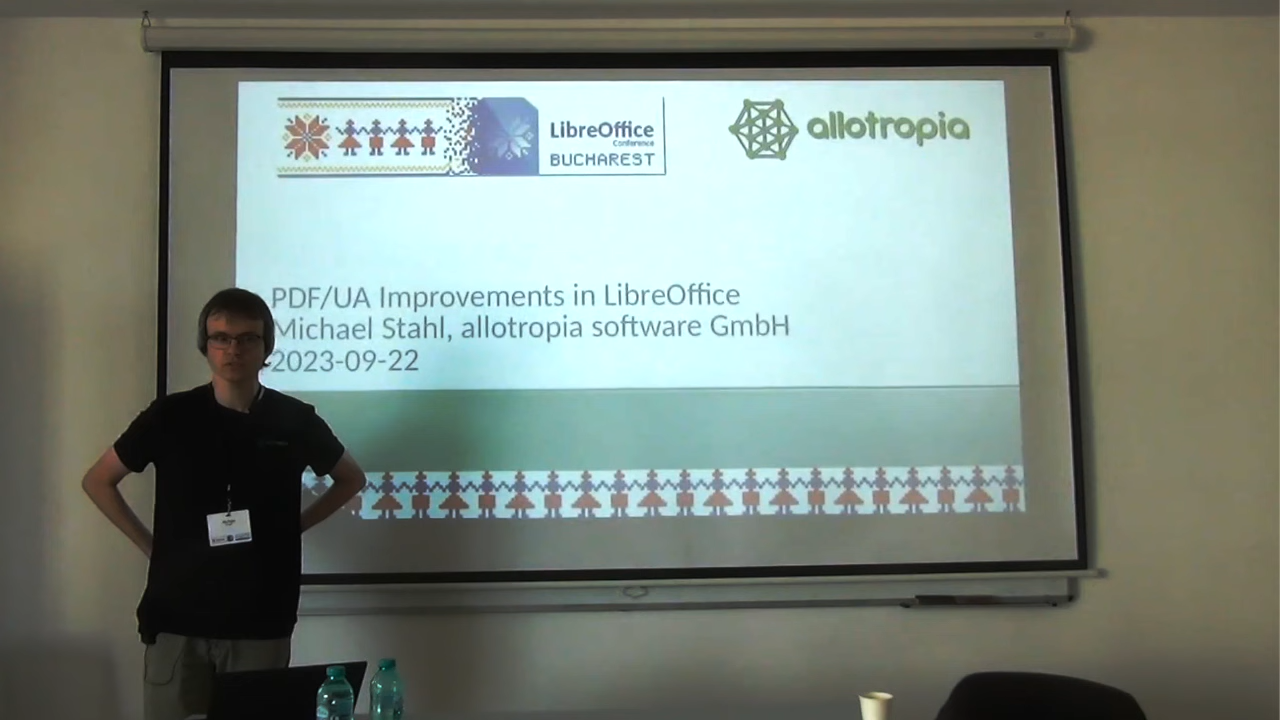 LibreOffice
Conference
BUCHAREST
allotropia
PDF/UA Improvements in LibreOffice
Michael Stahl, allotropia software GmbH
2023-09-22